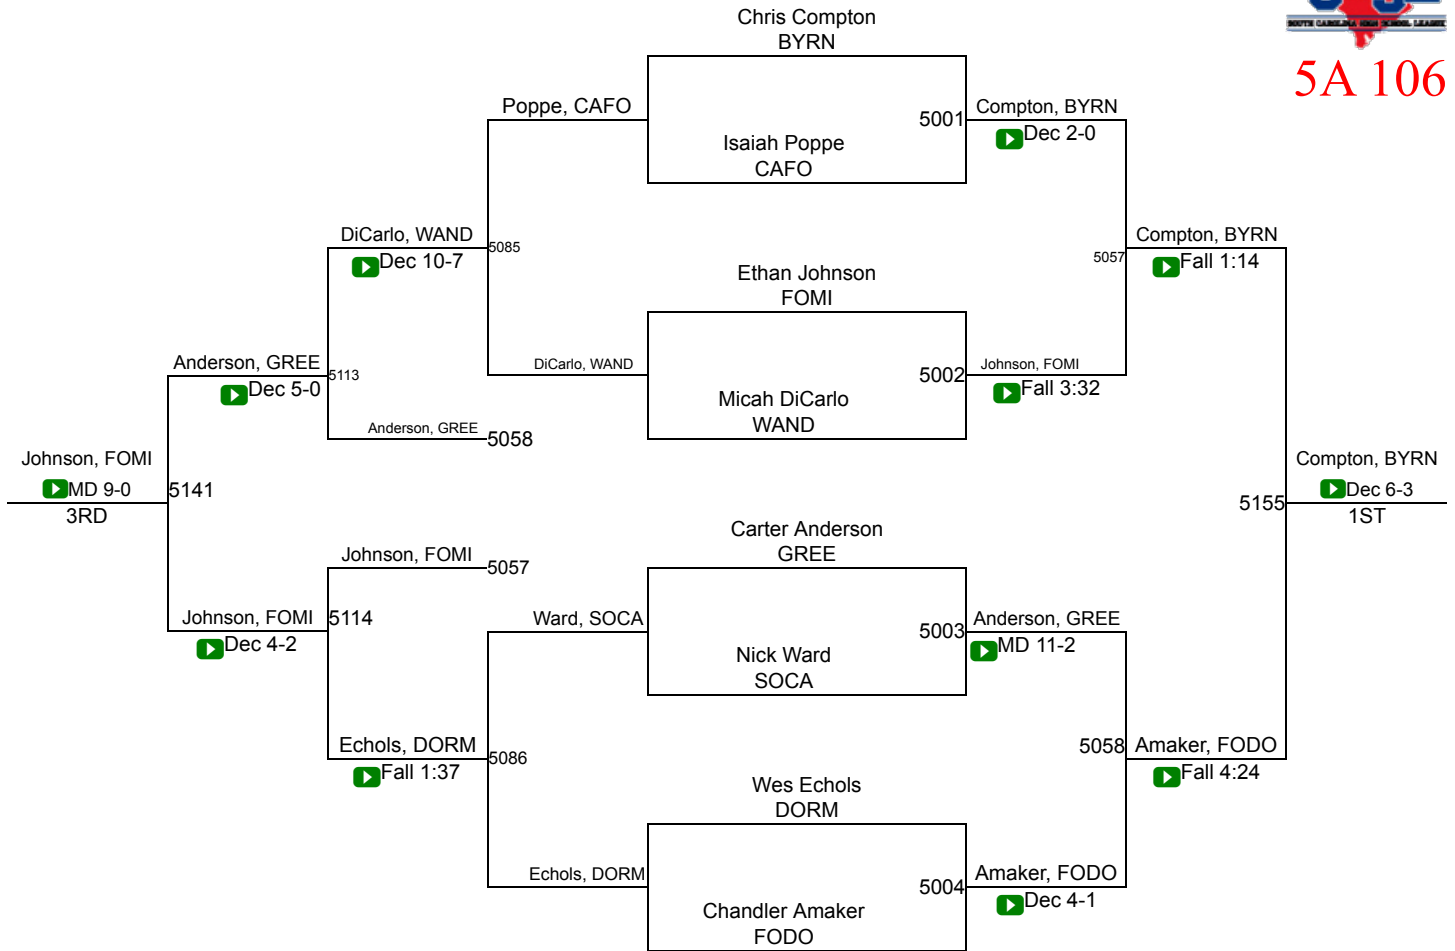 Chris Compton
BYRN
SOUTH CAROLINA HIGH SCHOOL LEAGUE
5A 106
Poppe, CAFO
5001
Compton, BYRN
Dec 2-0
Isaiah Poppe
CAFO
DiCarlo, WAND
5085
Dec 10-7
Compton, BYRN
5057
Fall 1:14
Ethan Johnson
FOMI
Anderson, GREE
5113
Dec 5-0
DiCarlo, WAND
5002
Johnson, FOMI
Fall 3:32
Micah DiCarlo
WAND
Anderson, GREE
5058
Johnson, FOMI
MD 9-0
5141
3RD
Compton, BYRN
5155
Dec 6-3
1ST
Carter Anderson
GREE
Johnson, FOMI
5057
Johnson, FOMI
5114
Dec 4-2
Ward, SOCA
5003
Anderson, GREE
MD 11-2
Nick Ward
SOCA
Echols, DORM
5086
Fall 1:37
5058
Amaker, FODO
Fall 4:24
Wes Echols
DORM
Echols, DORM
5004
Amaker, FODO
Dec 4-1
Chandler Amaker
FODO